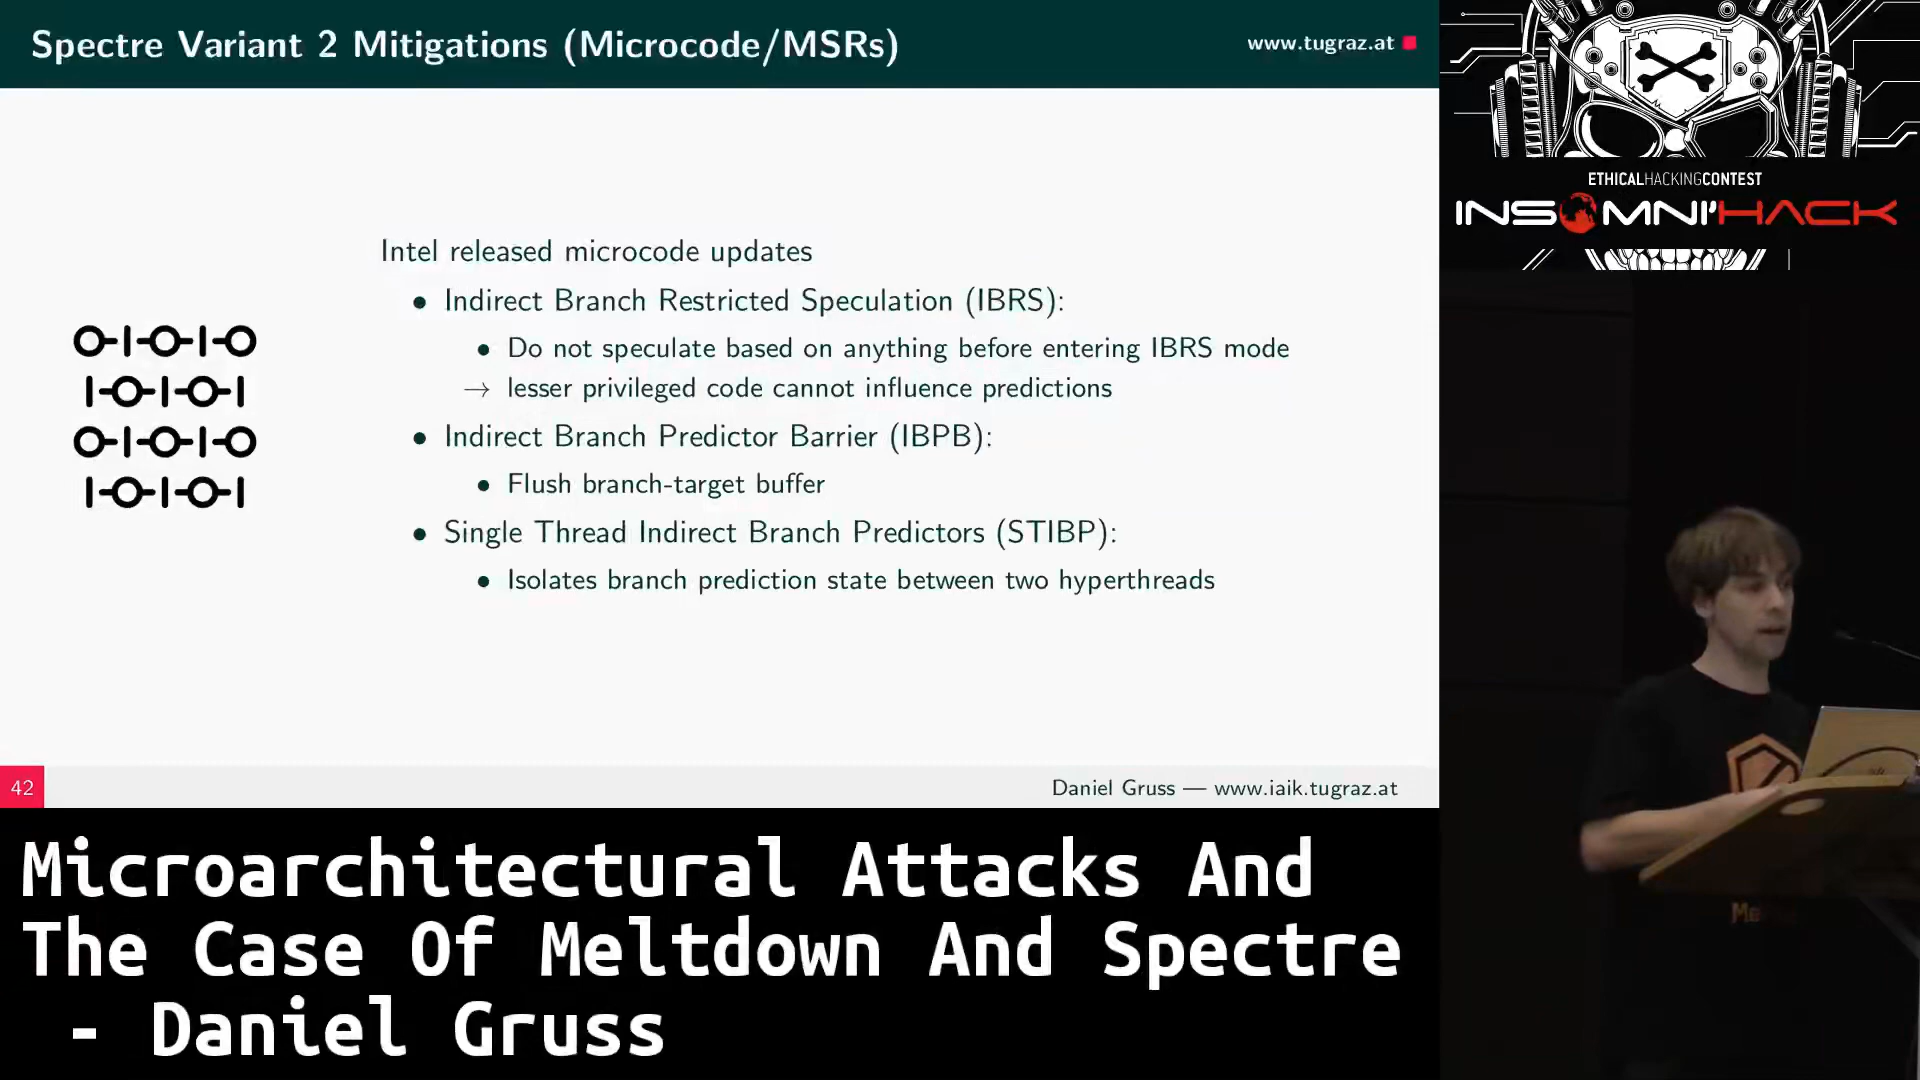 Spectre Variant 2 Mitigations (Microcode/MSRs)
www.tugraz.at
ETHICALHACKINGCONTEST
INSOMNI'HACK
Intel released microcode updates
• Indirect Branch Restricted Speculation (IBRS):
• Do not speculate based on anything before entering IBRS mode
→ lesser privileged code cannot influence predictions
• Indirect Branch Predictor Barrier (IBPB):
• Flush branch-target buffer
• Single Thread Indirect Branch Predictors (STIBP):
• Isolates branch prediction state between two hyperthreads
42
Daniel Gruss — www.iaik.tugraz.at
Microarchitectural Attacks And
The Case Of Meltdown And Spectre
- Daniel Gruss